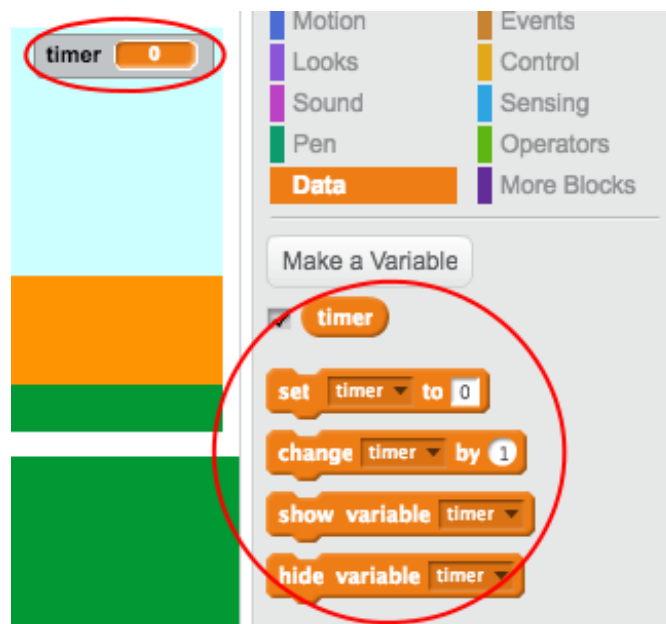 timer 0
Motion Events
Looks Control
Sound Sensing
Pen Operators
Data More Blocks
Make a Variable
timer
set timer to 0
change timer by 1
show variable timer
hide variable timer